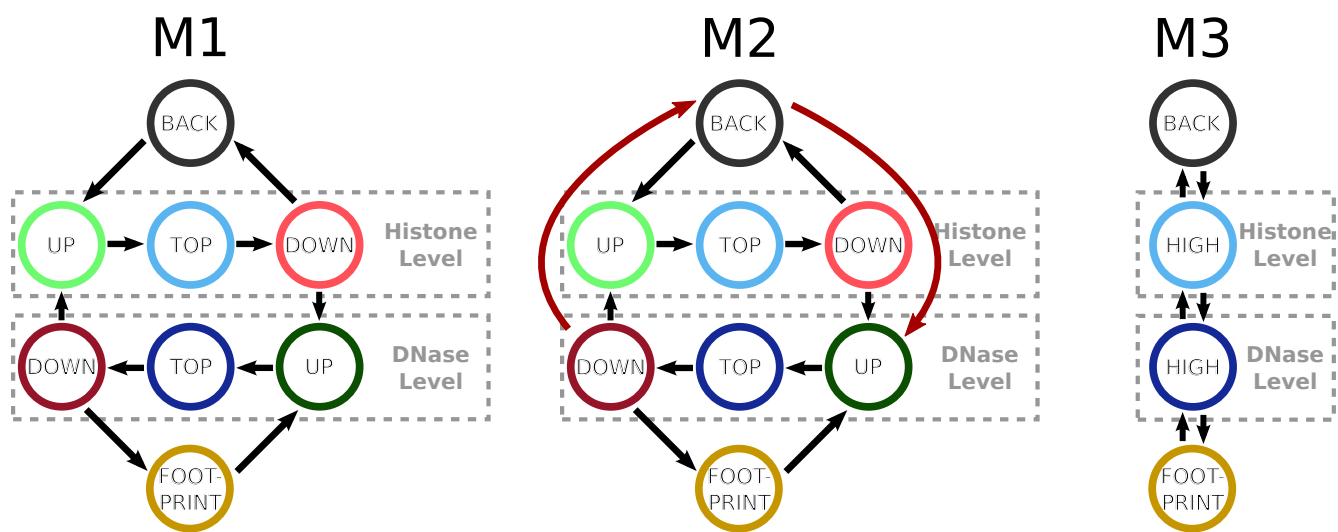 M1
BACK
UP
TOP
DOWN
Histone
Level
DOWN
TOP
UP
DNase
Level
FOOT-
PRINT
M2
BACK
UP
TOP
DOWN
Histone
Level
DOWN
TOP
UP
DNase
Level
FOOT-
PRINT
M3
BACK
HIGH
Histone
Level
HIGH
DNase
Level
FOOT-
PRINT